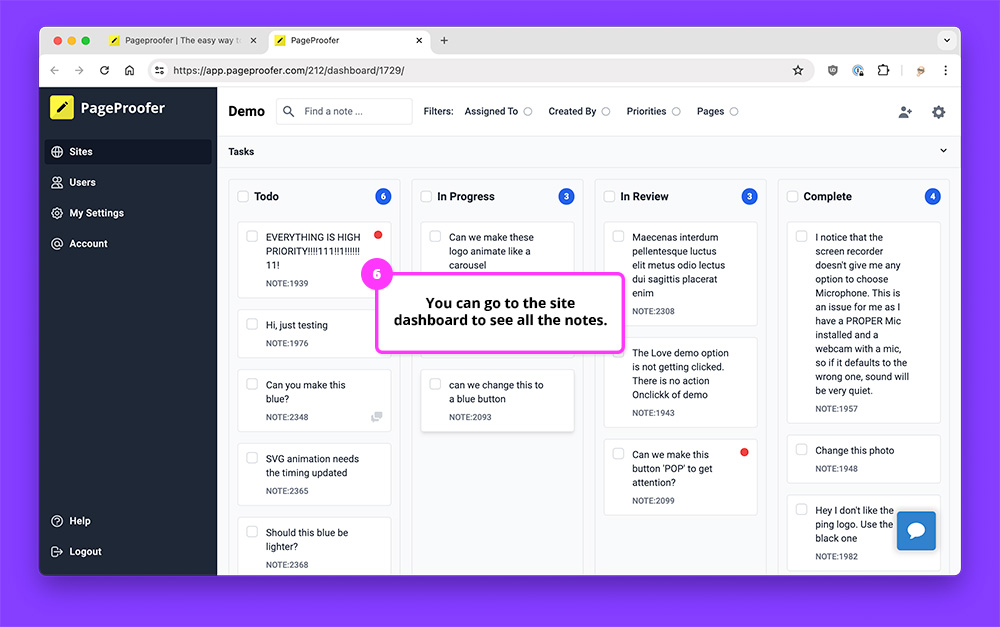 Pageproofer | The easy way to
PageProofer
https://app.pageproofer.com/212/dashboard/1729/
PageProofer
Demo
Find a note ...
Filters:
Assigned To
Created By
Priorities
Pages
Tasks
Sites
Users
My Settings
Account
Help
Logout
Todo
6
EVERYTHING IS HIGH
PRIORITY!!!!111!!1!!!!!!
11!
NOTE:1939
Hi, just testing
NOTE:1976
Can you make this
blue?
NOTE:2348
SVG animation needs
the timing updated
NOTE:2365
Should this blue be
lighter?
NOTE:2368
In Progress
3
Can we make these
logo animate like a
carousel
can we change this to
a blue button
NOTE:2093
6
You can go to the site
dashboard to see all the notes.
In Review
3
Maecenas interdum
pellentesque luctus
elit metus odio lectus
dui sagittis placerat
enim
NOTE:2308
The Love demo option
is not getting clicked.
There is no action
Onclickk of demo
NOTE:1943
Can we make this
button 'POP' to get
attention?
NOTE:2099
Complete
4
I notice that the
screen recorder
doesn't give me any
option to choose
Microphone. This is
an issue for me as I
have a PROPER Mic
installed and a
webcam with a mic,
so if it defaults to the
wrong one, sound will
be very quiet.
NOTE:1957
Change this photo
NOTE:1948
Hey I don't like the
ping logo. Use the
black one
NOTE:1982